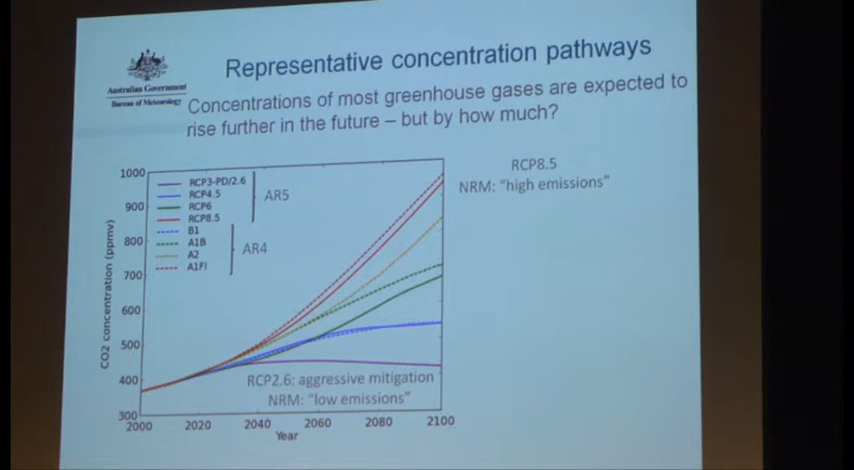 Representative concentration pathways
Australian Government
Bureau of Meteorology
Concentrations of most greenhouse gases are expected to
rise further in the future – but by how much?
RCP8.5
NRM: "high emissions"
1000
900
800
700
600
500
400
300
CO2 concentration (ppmv)
RCP3-PD/2.6
RCP4.5
RCP6
RCP8.5
AR5
B1
A1B
A2
A1FI
AR4
RCP2.6: aggressive mitigation
NRM: "low emissions"
2000 2020 2040 2060 2080 2100
Year